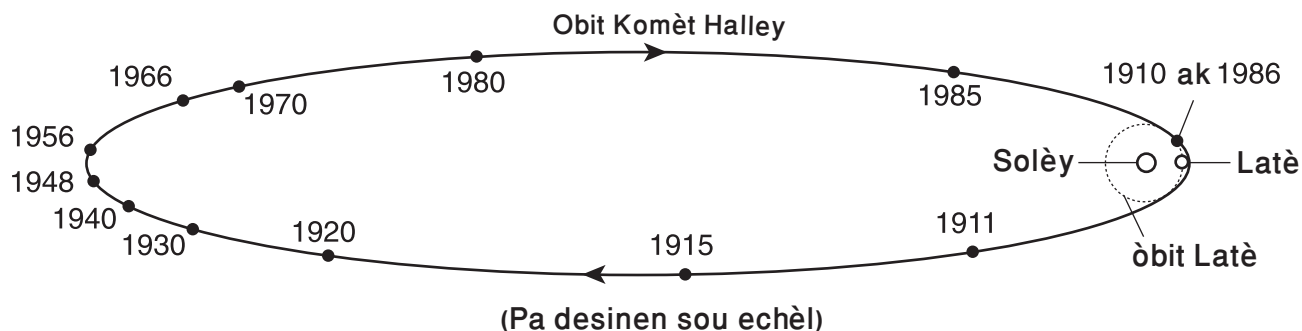 Obit Komèt Halley
1966
1970
1980
1985
1910 ak 1986
1956
1948
1940
1930
1920
1915
1911
Solèy
Latè
òbit Latè
(Pa desinen sou echèl)